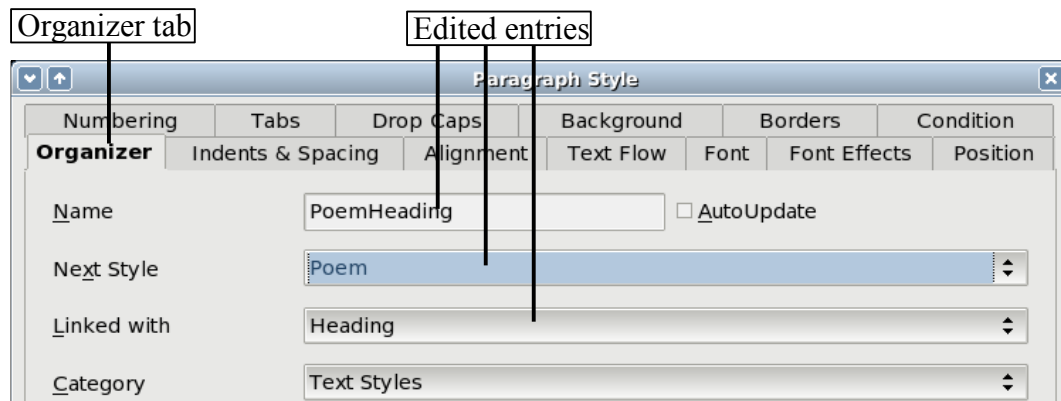 Organizer tab Edited entries
Paragraph Style
Numbering Tabs Drop Caps Background Borders Condition
Organizer Indents & Spacing Alignment Text Flow Font Font Effects Position
Name PoemHeading AutoUpdate
Next Style Poem
Linked with Heading
Category Text Styles